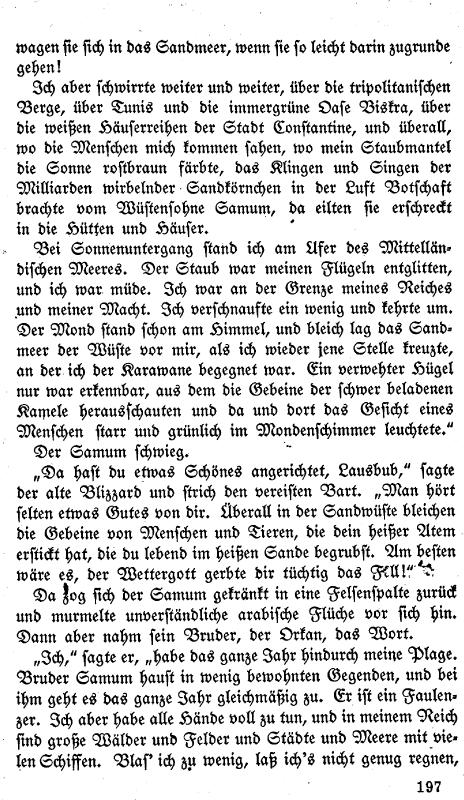 wagen sie sich in das Sandmeer, wenn sie so leicht darin zugrunde
gehen!
Ich aber schwirrte weiter und weiter, über die tripolitanischen
Berge, über Tunis und die immergrüne Oase Biskra, über
die weißen Häuserreihen der Stadt Constantine, und überall,
wo die Menschen mich kommen sahen, wo mein Staubmantel
die Sonne rostbraun färbte, das Klingen und Singen der
Milliarden wirbelnder Sandkörnchen in der Luft Botschaft
brachte vom Wüstensohne Samum, da eilten sie erschreckt
in die Hütten und Häuser.
Bei Sonnenuntergang stand ich am Ufer des Mittellän-
dischen Meeres. Der Staub war meinen Flügeln entglitten,
und ich war müde. Ich war an der Grenze meines Reiches
und meiner Macht. Ich verschnaufte ein wenig und kehrte um.
Der Mond stand schon am Himmel, und bleich lag das Sand-
meer der Wüste vor mir, als ich wieder jene Stelle kreuzte,
an der ich der Karawane begegnet war. Ein verwehter Hügel
nur war erkennbar, aus dem die Gebeine der schwer beladenen
Kamele herausschauten und da und dort das Gesicht eines
Menschen starr und grünlich im Mondenschimmer leuchtete.“
Der Samum schwieg.
„Da hast du etwas Schönes angerichtet, Lausbub,“ sagte
der alte Blizzard und strich den vereisten Bart. „Man hört
selten etwas Gutes von dir. Überall in der Sandwüste bleichen
die Gebeine von Menschen und Tieren, die dein heißer Atem
erstickt hat, die du lebend im heißen Sande begrubst. Am besten
wäre es, der Wettergott gerbte dir tüchtig das Fell!“
Da zog sich der Samum gekränkt in eine Felsenspalte zurück
und murmelte unverständliche arabische Flüche vor sich hin.
Dann aber nahm sein Bruder, der Orkan, das Wort.
„Ich,“ sagte er, „habe das ganze Jahr hindurch meine Plage.
Bruder Samum haust in wenig bewohnten Gegenden, und bei
ihm geht es das ganze Jahr gleichmäßig zu. Er ist ein Faulen-
zer. Ich aber habe alle Hände voll zu tun, und in meinem Reich
sind große Wälder und Felder und Städte und Meere mit vie-
len Schiffen. Blas’ ich zu wenig, laß ich’s nicht genug regnen,
197